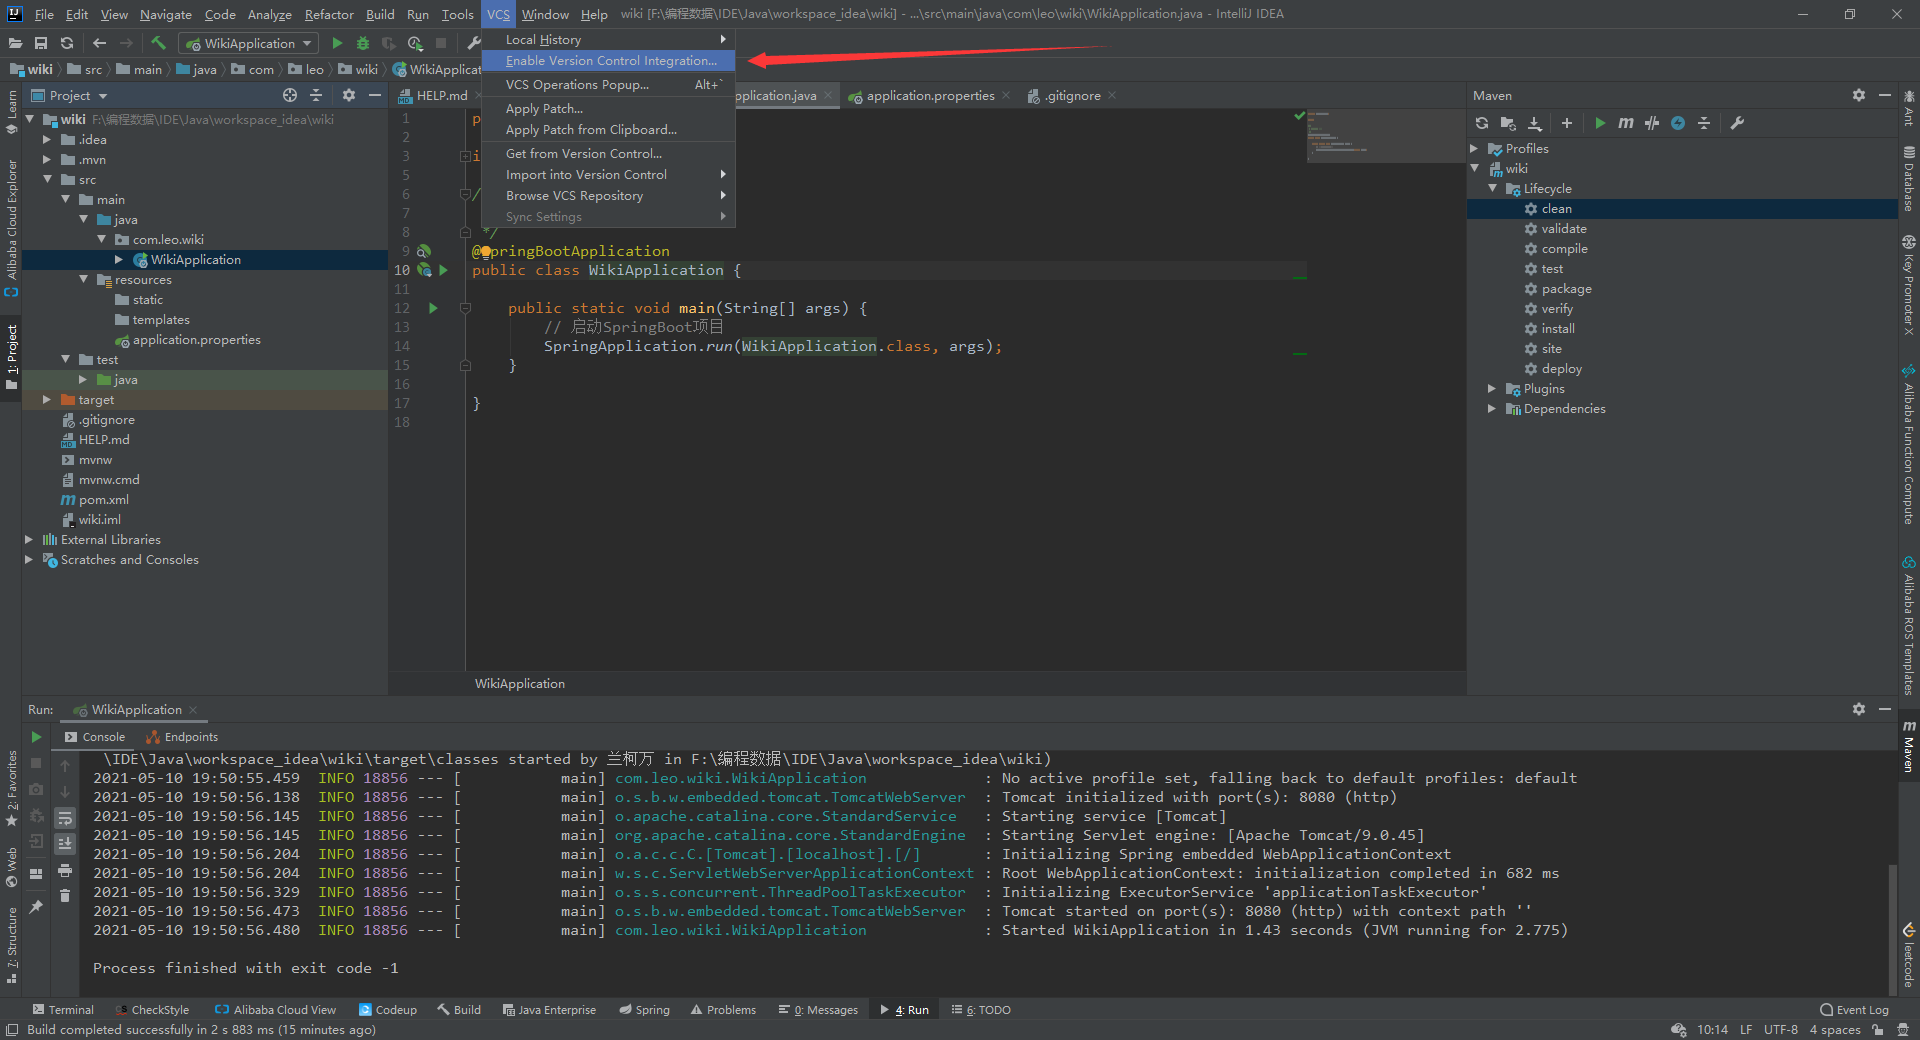 File Edit View Navigate Code Analyze Refactor Build Run Tools VCS Window Help wiki [F:\编程数据\IDE\Java\workspace_idea\wiki] - ...\src\main\java\com\leo\wiki\WikiApplication.java - IntelliJ IDEA
WikiApplication
wiki src main java com leo wiki WikiApplicat
Local History
Enable Version Control Integration...
VCS Operations Popup... Alt+`
Apply Patch...
Apply Patch from Clipboard...
Get from Version Control...
Import into Version Control
Browse VCS Repository
Sync Settings
Learn
Alibaba Cloud Explorer
1: Project
2: Favorites
Web
7: Structure
Project
wiki F:\编程数据\IDE\Java\workspace_idea\wiki
.idea
.mvn
src
main
java
com.leo.wiki
WikiApplication
resources
static
templates
application.properties
test
java
target
.gitignore
HELP.md
mvnw
mvnw.cmd
pom.xml
wiki.iml
External Libraries
Scratches and Consoles
HELP.md pplication.java application.properties .gitignore
1 p
2
3 i
5
6 /
7
8 */
9 @SpringBootApplication
10 public class WikiApplication {
11
12 public static void main(String[] args) {
13 // 启动SpringBoot项目
14 SpringApplication.run(WikiApplication.class, args);
15 }
16
17 }
18
WikiApplication
Maven
Profiles
wiki
Lifecycle
clean
validate
compile
test
package
verify
install
site
deploy
Plugins
Dependencies
Ant
Database
Key Promoter X
Alibaba Function Compute
Alibaba ROS Templates
Maven
leetcode
Run: WikiApplication
Console Endpoints
\IDE\Java\workspace_idea\wiki\target\classes started by 兰柯万 in F:\编程数据\IDE\Java\workspace_idea\wiki)
2021-05-10 19:50:55.459 INFO 18856 --- [ main] com.leo.wiki.WikiApplication : No active profile set, falling back to default profiles: default
2021-05-10 19:50:56.138 INFO 18856 --- [ main] o.s.b.w.embedded.tomcat.TomcatWebServer : Tomcat initialized with port(s): 8080 (http)
2021-05-10 19:50:56.145 INFO 18856 --- [ main] o.apache.catalina.core.StandardService : Starting service [Tomcat]
2021-05-10 19:50:56.145 INFO 18856 --- [ main] org.apache.catalina.core.StandardEngine : Starting Servlet engine: [Apache Tomcat/9.0.45]
2021-05-10 19:50:56.204 INFO 18856 --- [ main] o.a.c.c.C.[Tomcat].[localhost].[/] : Initializing Spring embedded WebApplicationContext
2021-05-10 19:50:56.204 INFO 18856 --- [ main] w.s.c.ServletWebServerApplicationContext : Root WebApplicationContext: initialization completed in 682 ms
2021-05-10 19:50:56.329 INFO 18856 --- [ main] o.s.s.concurrent.ThreadPoolTaskExecutor : Initializing ExecutorService 'applicationTaskExecutor'
2021-05-10 19:50:56.473 INFO 18856 --- [ main] o.s.b.w.embedded.tomcat.TomcatWebServer : Tomcat started on port(s): 8080 (http) with context path ''
2021-05-10 19:50:56.480 INFO 18856 --- [ main] com.leo.wiki.WikiApplication : Started WikiApplication in 1.43 seconds (JVM running for 2.775)
Process finished with exit code -1
Terminal CheckStyle Alibaba Cloud View Codeup Build Java Enterprise Spring Problems 0: Messages 4: Run 6: TODO Event Log
Build completed successfully in 2 s 883 ms (15 minutes ago) 10:14 LF UTF-8 4 spaces